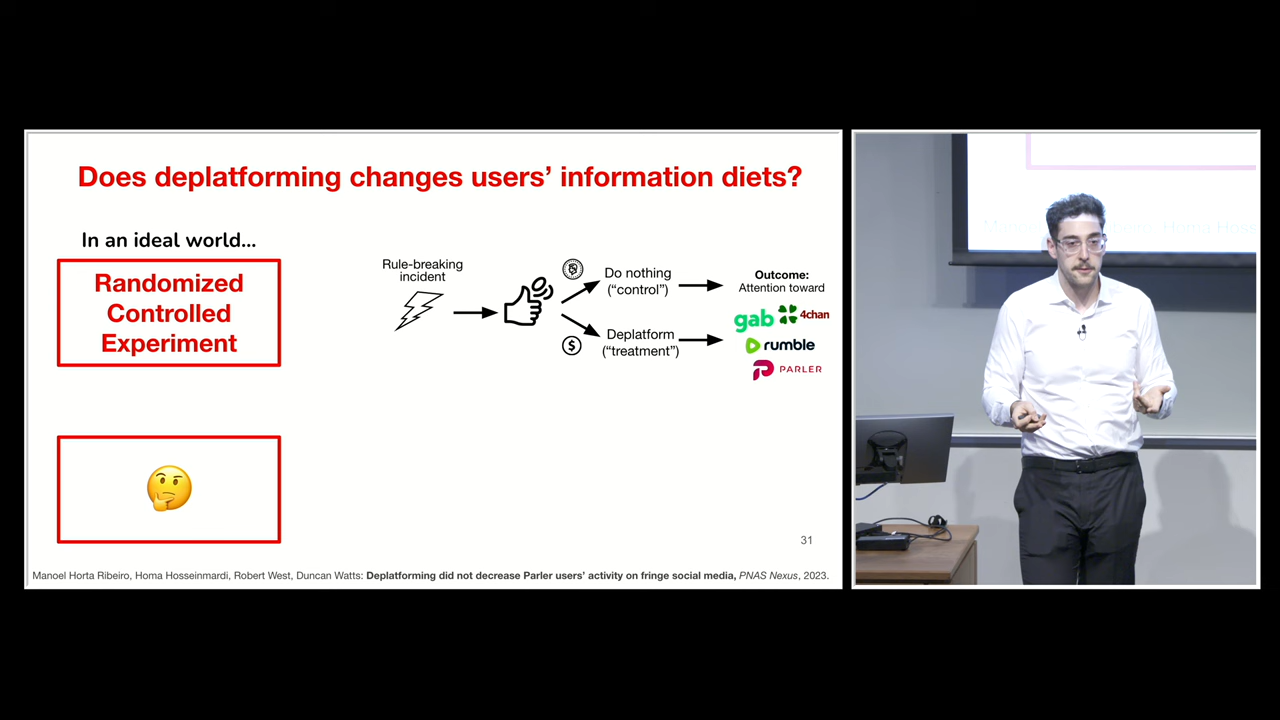 Does deplatforming changes users’ information diets?
In an ideal world...
Randomized
Controlled
Experiment
Rule-breaking
incident
Do nothing
(“control”)
$
Deplatform
(“treatment”)
Outcome:
Attention toward
gab 4chan
rumble
PARLER
31
Manoel Horta Ribeiro, Homa Hosseinmardi, Robert West, Duncan Watts: Deplatforming did not decrease Parler users’ activity on fringe social media, PNAS Nexus, 2023.